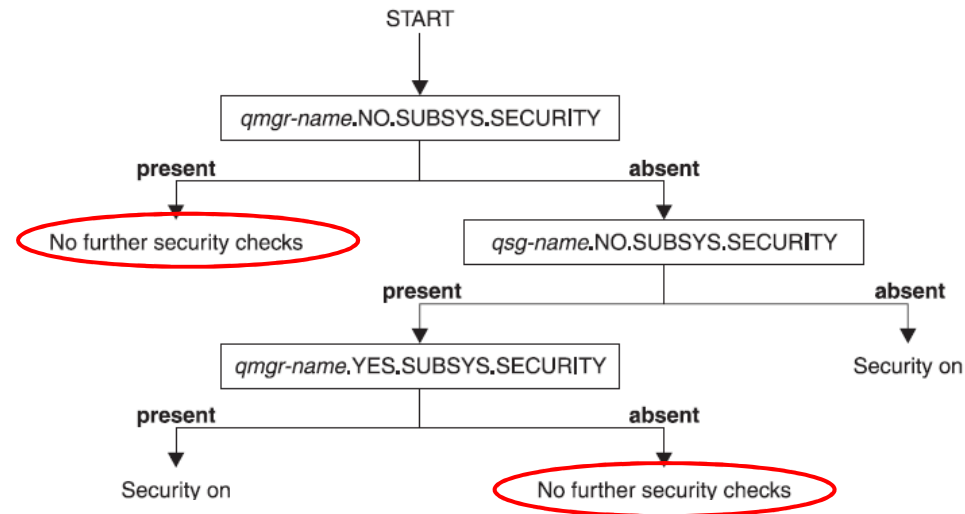 START
qmgr-name.NO.SUBSYS.SECURITY
present
absent
No further security checks
qsg-name.NO.SUBSYS.SECURITY
present
absent
qmgr-name.YES.SUBSYS.SECURITY
Security on
present
absent
Security on
No further security checks